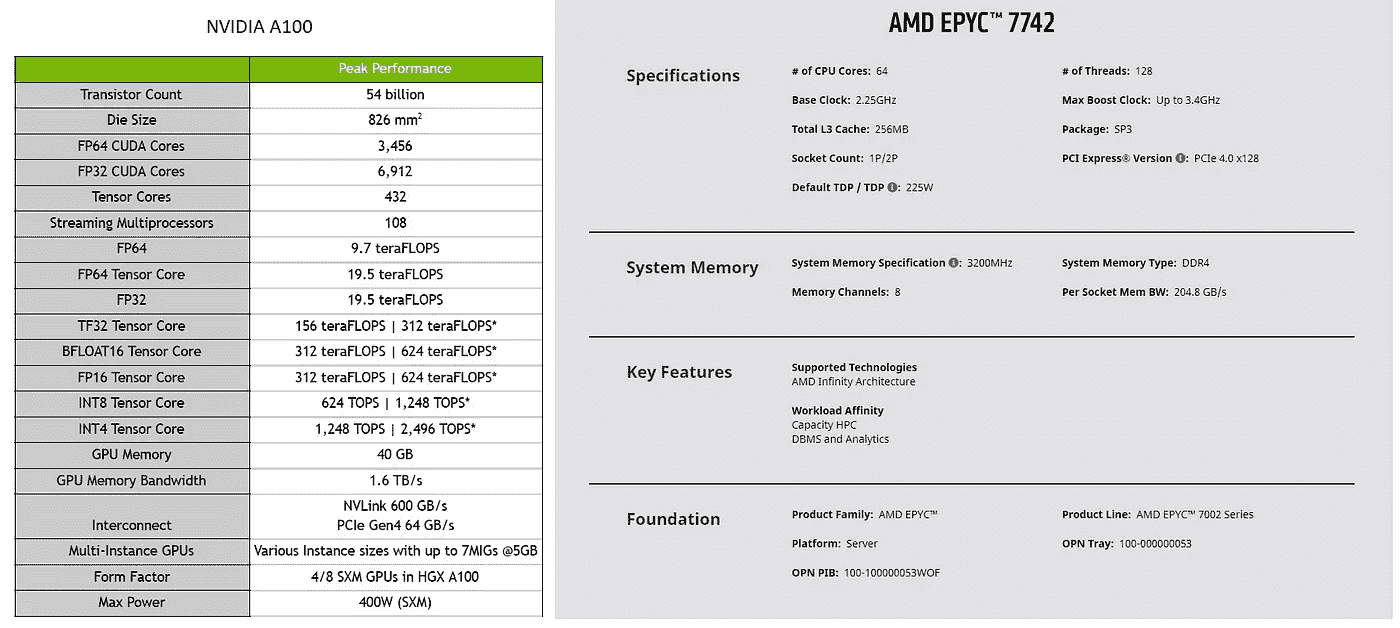 NVIDIA A100
Peak Performance
Transistor Count 54 billion
Die Size 826 mm²
FP64 CUDA Cores 3,456
FP32 CUDA Cores 6,912
Tensor Cores 432
Streaming Multiprocessors 108
FP64 9.7 teraFLOPS
FP64 Tensor Core 19.5 teraFLOPS
FP32 19.5 teraFLOPS
TF32 Tensor Core 156 teraFLOPS | 312 teraFLOPS*
BFLOAT16 Tensor Core 312 teraFLOPS | 624 teraFLOPS*
FP16 Tensor Core 312 teraFLOPS | 624 teraFLOPS*
INT8 Tensor Core 624 TOPS | 1,248 TOPS*
INT4 Tensor Core 1,248 TOPS | 2,496 TOPS*
GPU Memory 40 GB
GPU Memory Bandwidth 1.6 TB/s
NVLink 600 GB/s
Interconnect PCIe Gen4 64 GB/s
Multi-Instance GPUs Various Instance sizes with up to 7MIGs @5GB
Form Factor 4/8 SXM GPUs in HGX A100
Max Power 400W (SXM)
AMD EPYC™ 7742
Specifications
# of CPU Cores: 64 # of Threads: 128
Base Clock: 2.25GHz Max Boost Clock: Up to 3.4GHz
Total L3 Cache: 256MB Package: SP3
Socket Count: 1P/2P PCI Express® Version i: PCIe 4.0 x128
Default TDP / TDP i: 225W
System Memory
System Memory Specification i: 3200MHz System Memory Type: DDR4
Memory Channels: 8 Per Socket Mem BW: 204.8 GB/s
Key Features
Supported Technologies
AMD Infinity Architecture
Workload Affinity
Capacity HPC
DBMS and Analytics
Foundation
Product Family: AMD EPYC™ Product Line: AMD EPYC™ 7002 Series
Platform: Server OPN Tray: 100-000000053
OPN PIB: 100-100000053WOF